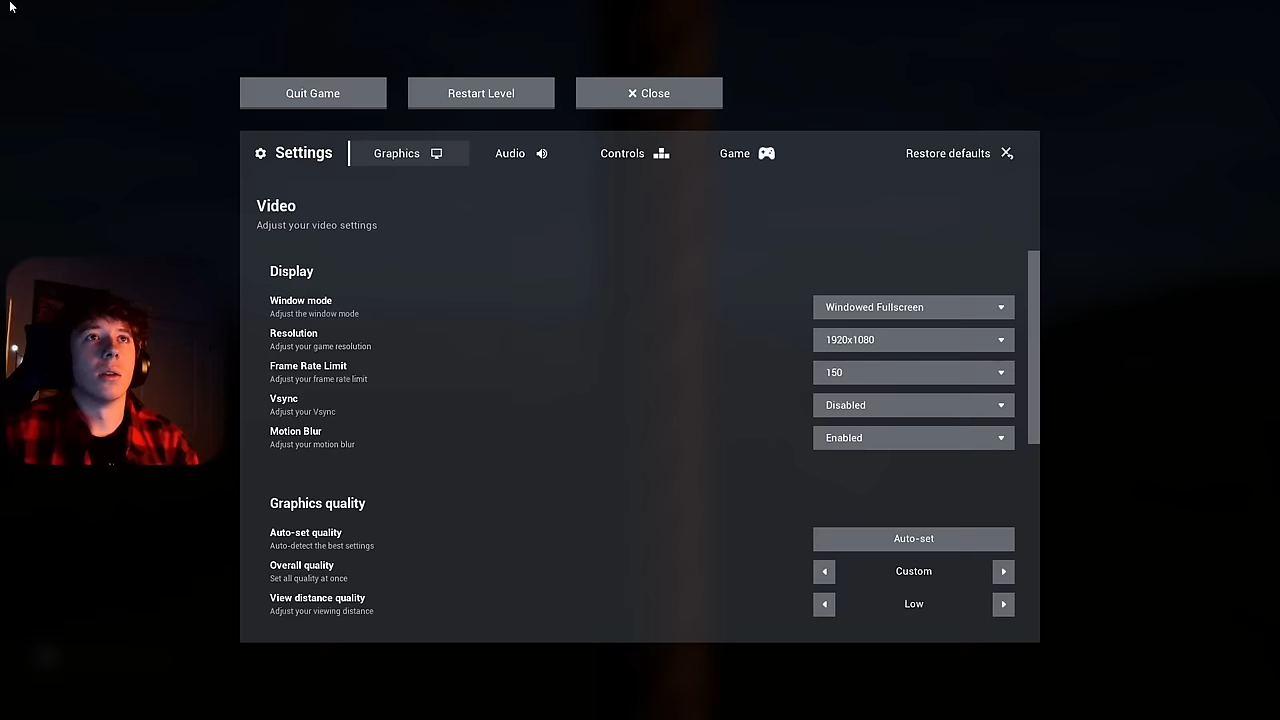 Quit Game
Restart Level
Close
Settings
Graphics
Audio
Controls
Game
Restore defaults
Video
Adjust your video settings
Display
Window mode
Adjust the window mode
Windowed Fullscreen
Resolution
Adjust your game resolution
1920x1080
Frame Rate Limit
Adjust your frame rate limit
150
Vsync
Adjust your Vsync
Disabled
Motion Blur
Adjust your motion blur
Enabled
Graphics quality
Auto-set quality
Auto-detect the best settings
Auto-set
Overall quality
Set all quality at once
Custom
View distance quality
Adjust your viewing distance
Low